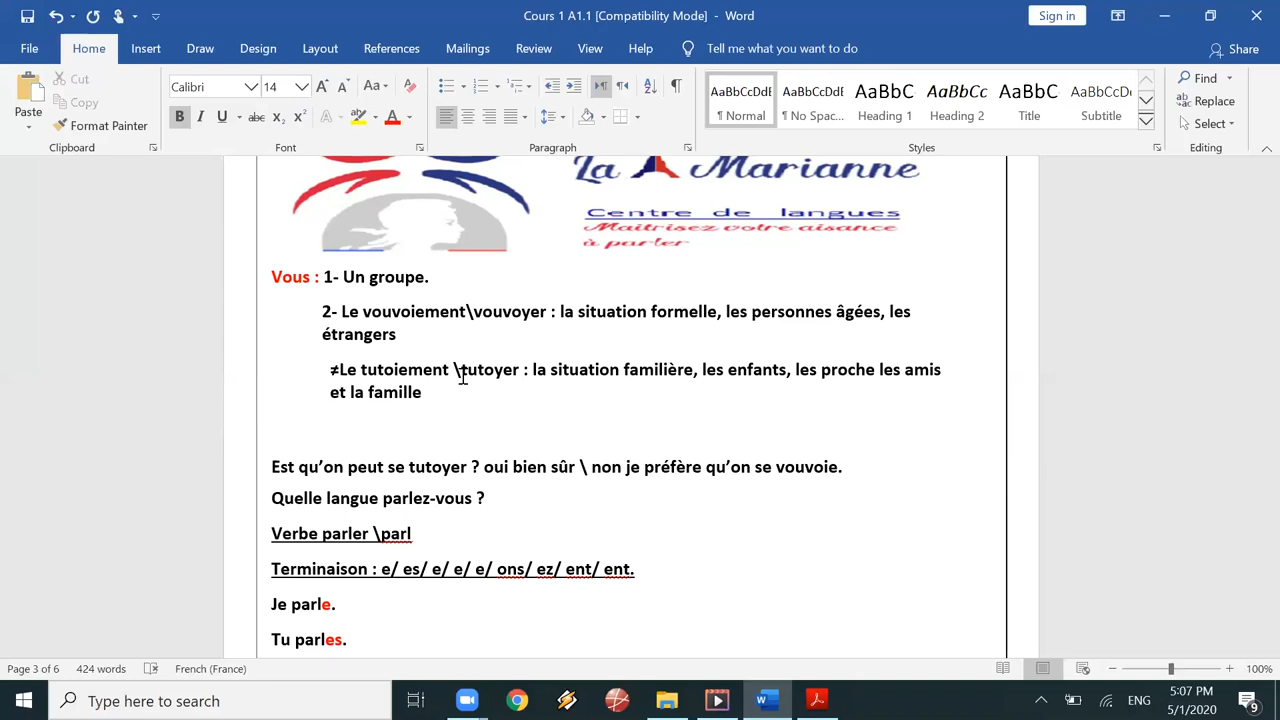 Cours 1 A1.1 [Compatibility Mode] - Word
Sign in
File Home Insert Draw Design Layout References Mailings Review View Help Tell me what you want to do Share
Paste
Cut
Copy
Format Painter
Clipboard
Calibri 14
Font
Paragraph
AaBbCcDdE AaBbCcDdE AaBbC AaBbCc AaBbC AaBbCcD
¶ Normal ¶ No Spac... Heading 1 Heading 2 Title Subtitle
Styles
Find
Replace
Select
Editing
La Marianne
Centre de langues
Maitrisez votre aisance
à parler
Vous : 1- Un groupe.
2- Le vouvoiement\vouvoyer : la situation formelle, les personnes âgées, les
étrangers
≠Le tutoiement \tutoyer : la situation familière, les enfants, les proche les amis
et la famille
Est qu’on peut se tutoyer ? oui bien sûr \ non je préfère qu’on se vouvoie.
Quelle langue parlez-vous ?
Verbe parler \parl
Terminaison : e/ es/ e/ e/ e/ ons/ ez/ ent/ ent.
Je parle.
Tu parles.
Page 3 of 6 424 words French (France) 100%
Type here to search
ENG
5:07 PM
5/1/2020
9